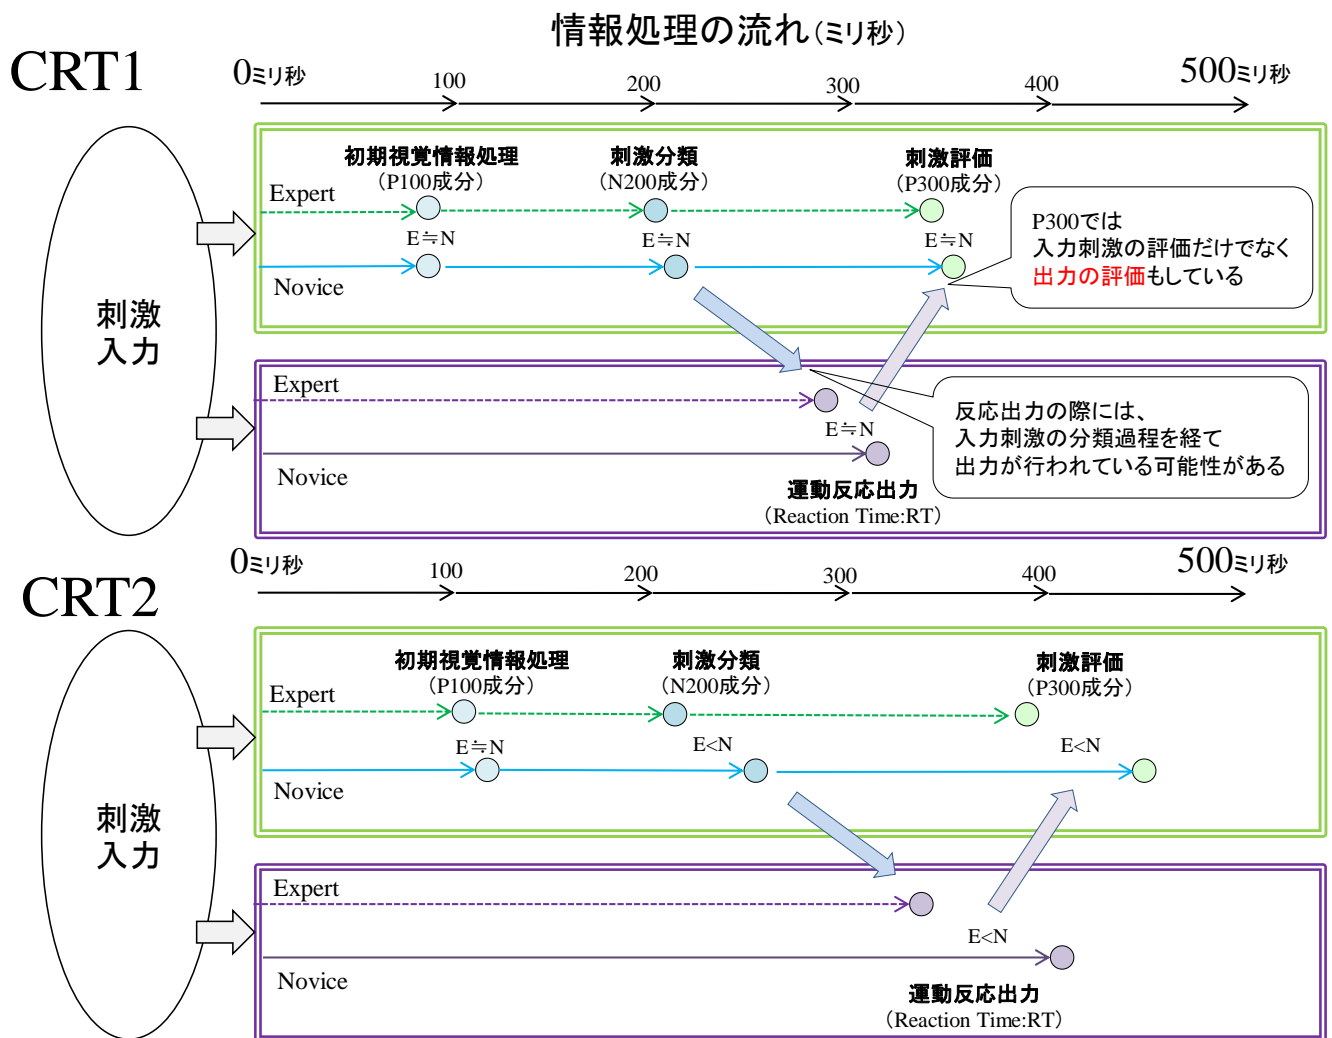 情報処理の流れ(ミリ秒)
CRT1
0ミリ秒
100
200
300
400
500ミリ秒
刺激
入力
初期視覚情報処理
(P100成分)
刺激分類
(N200成分)
刺激評価
(P300成分)
Expert
E≒N
E≒N
E≒N
Novice
P300では
入力刺激の評価だけでなく
出力の評価もしている
Expert
E≒N
Novice
運動反応出力
(Reaction Time:RT)
反応出力の際には、
入力刺激の分類過程を経て
出力が行われている可能性がある
CRT2
0ミリ秒
100
200
300
400
500ミリ秒
刺激
入力
初期視覚情報処理
(P100成分)
刺激分類
(N200成分)
刺激評価
(P300成分)
Expert
E≒N
E<N
E<N
Novice
Expert
E<N
Novice
運動反応出力
(Reaction Time:RT)